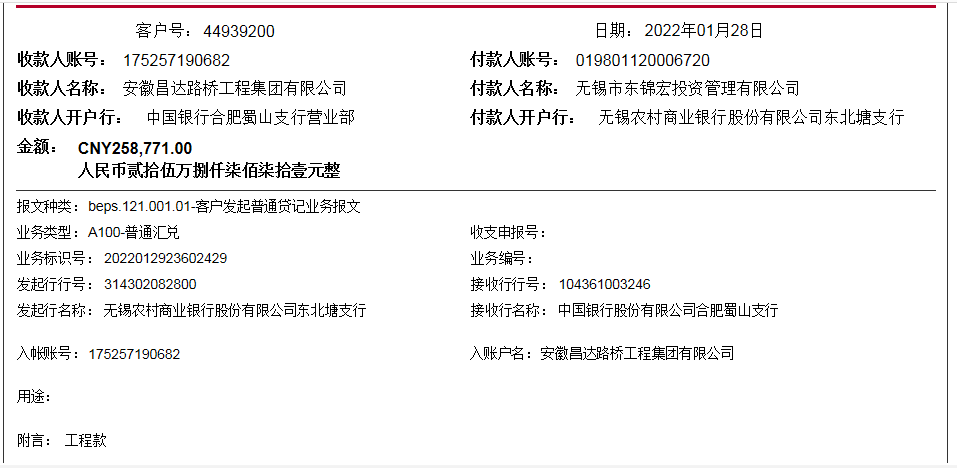 客户号：44939200 日期：2022年01月28日
收款人账号：175257190682 付款人账号：019801120006720
收款人名称：安徽昌达路桥工程集团有限公司 付款人名称：无锡市东锦宏投资管理有限公司
收款人开户行：中国银行合肥蜀山支行营业部 付款人开户行：无锡农村商业银行股份有限公司东北塘支行
金额：CNY258,771.00
人民币贰拾伍万捌仟柒佰柒拾壹元整
报文种类：beps.121.001.01-客户发起普通贷记业务报文
业务类型：A100-普通汇兑 收支申报号：
业务标识号：2022012923602429 业务编号：
发起行行号：314302082800 接收行行号：104361003246
发起行名称：无锡农村商业银行股份有限公司东北塘支行 接收行名称：中国银行股份有限公司合肥蜀山支行
入帐账号：175257190682 入账户名：安徽昌达路桥工程集团有限公司
用途：
附言：工程款